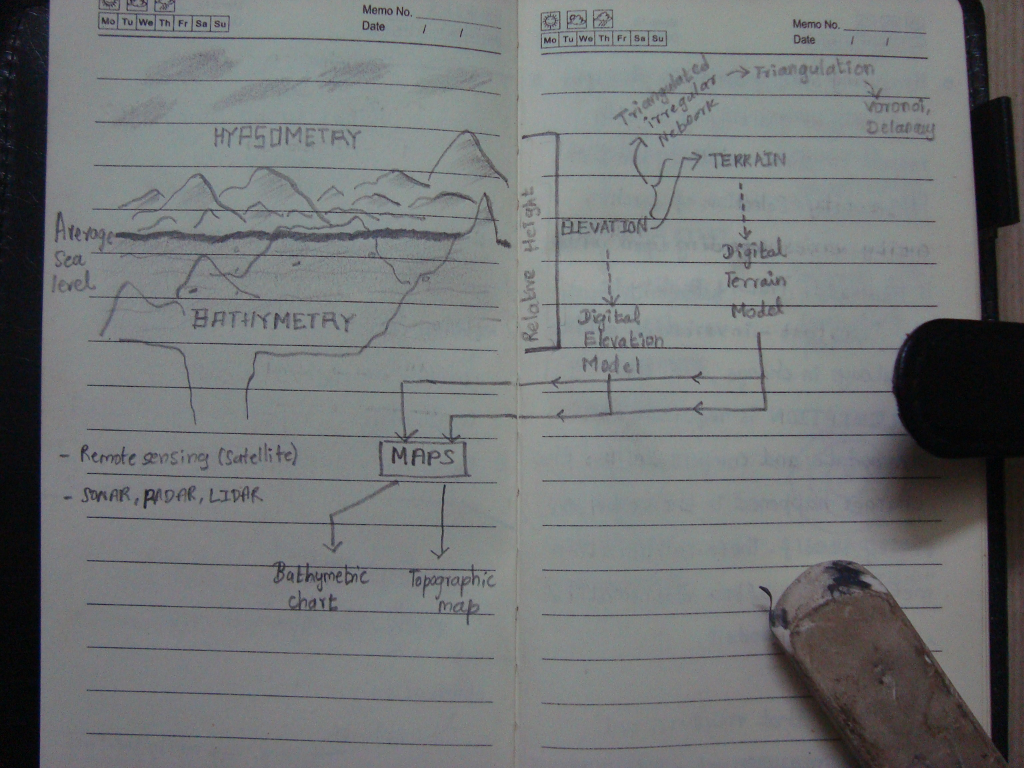 Memo No.
Mo Tu We Th Fr Sa Su
Date / /
HYPSOMETRY
Average
Sea
level
BATHYMETRY
- Remote sensing (Satellite)
- SONAR, RADAR, LIDAR
MAPS
Bathymetric
chart
Topographic
map
Memo No.
Mo Tu We Th Fr Sa Su
Date / /
Triangulated
irregular
Network
Triangulation
Voronoi,
Delanay
TERRAIN
Relative Height
ELEVATION
Digital
Terrain
Model
Digital
Elevation
Model